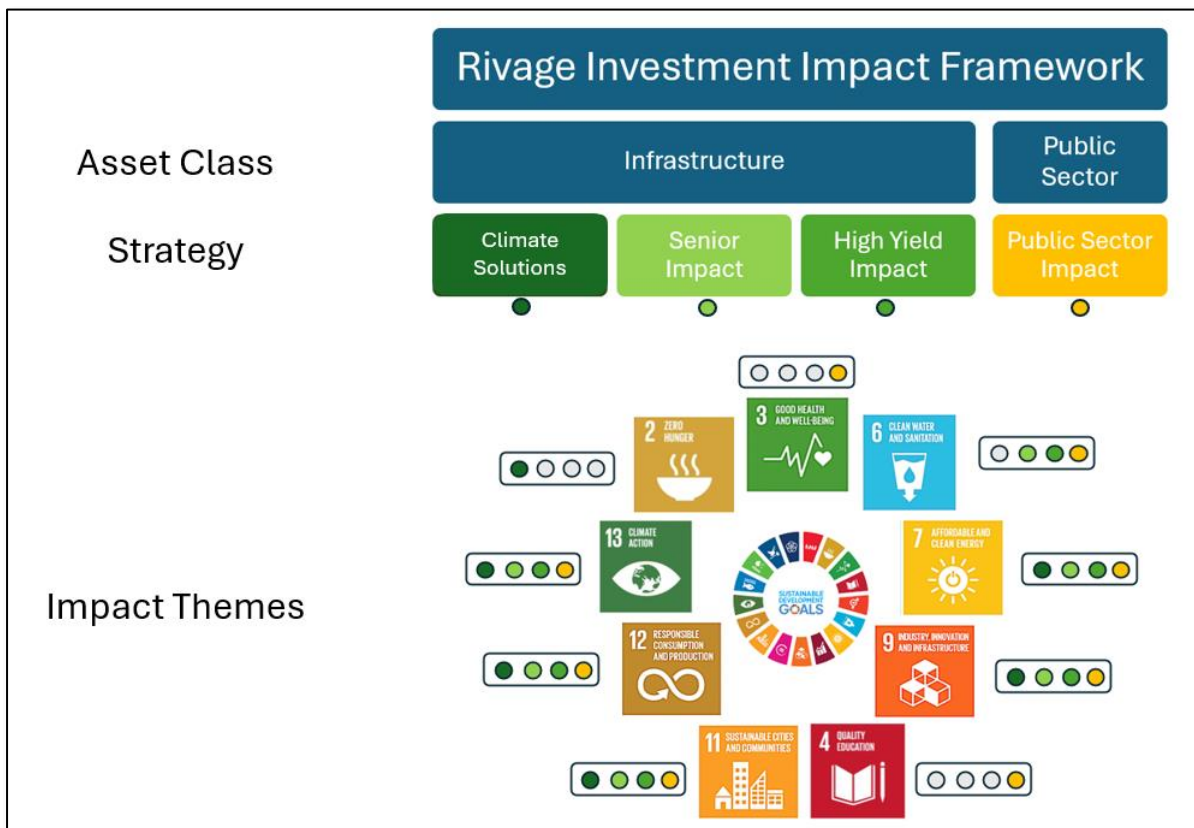 Rivage Investment Impact Framework
Asset Class
Infrastructure
Public
Sector
Strategy
Climate
Solutions
Senior
Impact
High Yield
Impact
Public Sector
Impact
Impact Themes
3 GOOD HEALTH
AND WELL-BEING
2 ZERO
HUNGER
6 CLEAN WATER
AND SANITATION
13 CLIMATE
ACTION
7 AFFORDABLE AND
CLEAN ENERGY
SUSTAINABLE
DEVELOPMENT
GOALS
12 RESPONSIBLE
CONSUMPTION
AND PRODUCTION
9 INDUSTRY, INNOVATION
AND INFRASTRUCTURE
11 SUSTAINABLE CITIES
AND COMMUNITIES
4 QUALITY
EDUCATION